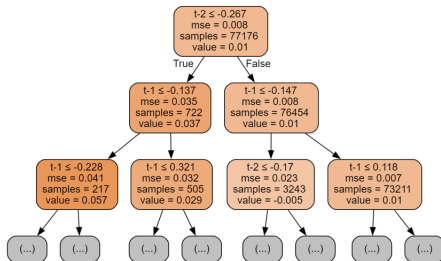 t-2 ≤ -0.267
mse = 0.008
samples = 77176
value = 0.01
True
False
t-1 ≤ -0.137
mse = 0.035
samples = 722
value = 0.037
t-1 ≤ -0.147
mse = 0.008
samples = 76454
value = 0.01
t-1 ≤ -0.228
mse = 0.041
samples = 217
value = 0.057
t-1 ≤ 0.321
mse = 0.032
samples = 505
value = 0.029
t-2 ≤ -0.17
mse = 0.023
samples = 3243
value = -0.005
t-1 ≤ 0.118
mse = 0.007
samples = 73211
value = 0.01
(...)
(...)
(...)
(...)
(...)
(...)
(...)
(...)